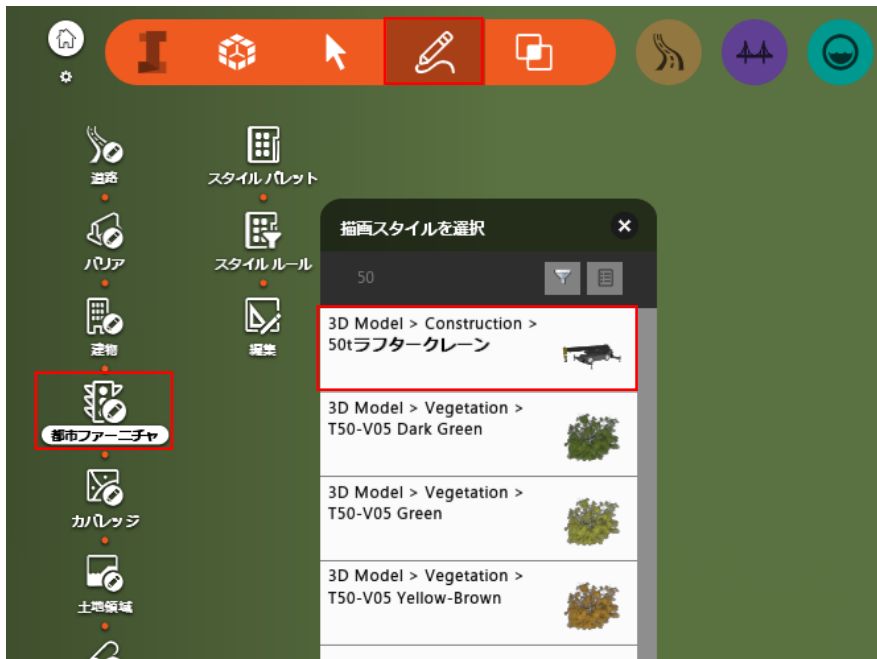 道路
スタイル パレット
バリア
スタイル ルール
建物
編集
都市ファーニチャ
カバレッジ
土地領域
描画スタイルを選択
50
3D Model > Construction >
50tラフタークレーン
3D Model > Vegetation >
T50-V05 Dark Green
3D Model > Vegetation >
T50-V05 Green
3D Model > Vegetation >
T50-V05 Yellow-Brown